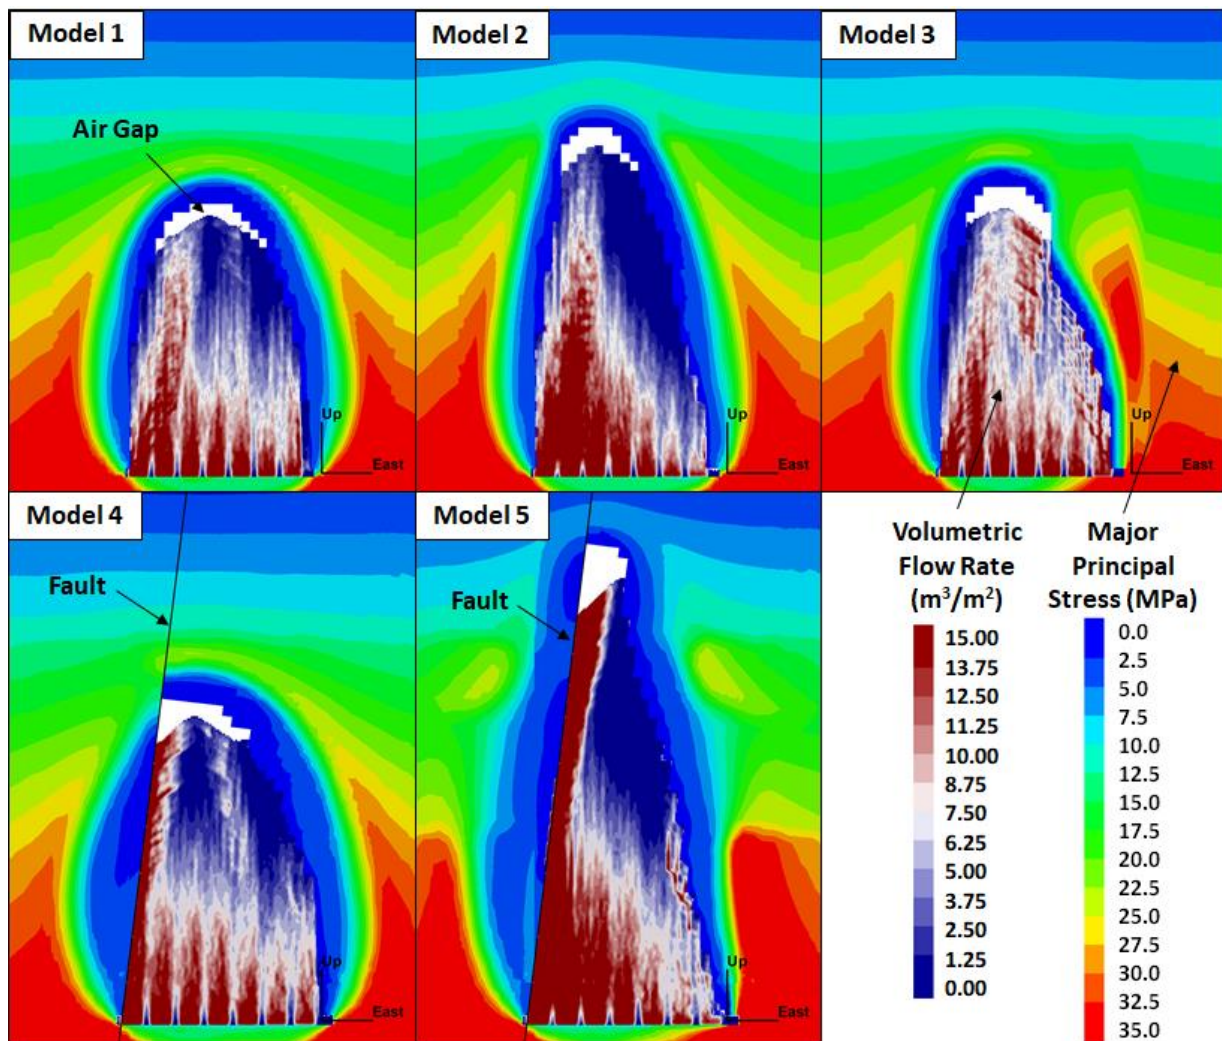 Model 1
Model 2
Model 3
Air Gap
Up
East
Up
East
Up
East
Model 4
Model 5
Fault
Fault
Up
East
Up
East
Volumetric
Flow Rate
(m³/m²)
15.00
13.75
12.50
11.25
10.00
8.75
7.50
6.25
5.00
3.75
2.50
1.25
0.00
Major
Principal
Stress (MPa)
0.0
2.5
5.0
7.5
10.0
12.5
15.0
17.5
20.0
22.5
25.0
27.5
30.0
32.5
35.0